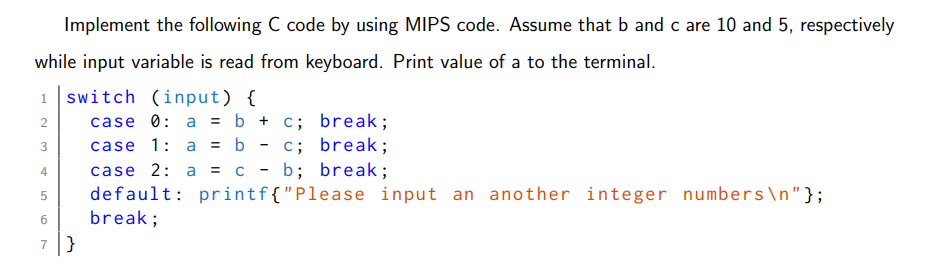 Implement the following C code by using MIPS code. Assume that b and c are 10 and 5, respectively
while input variable is read from keyboard. Print value of a to the terminal.
1 switch (input) {
2 case 0: a = b + c; break;
3 case 1: a = b - c; break;
4 case 2: a = c - b; break;
5 default: printf{"Please input an another integer numbers\n"};
6 break;
7 }